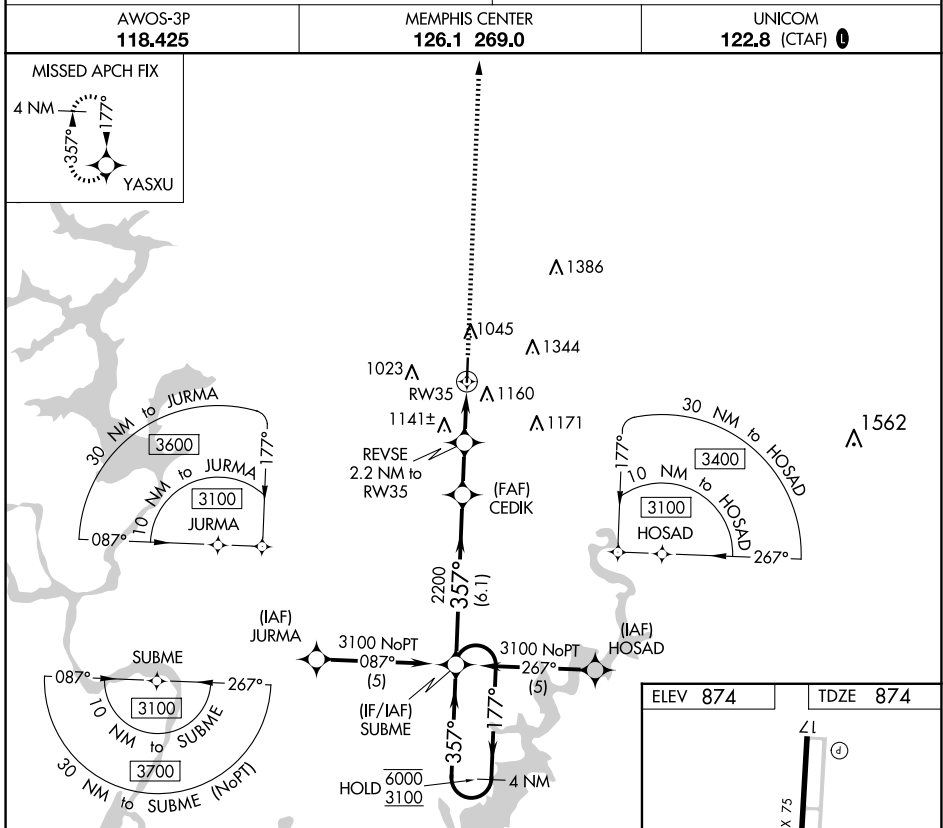 AWOS-3P
118.425
MEMPHIS CENTER
126.1 269.0
UNICOM
122.8 (CTAF) L
MISSED APCH FIX
4 NM
177°
357°
YASXU
1386
1045
1344
1023
RW35
1160
1141±
1171
1562
REVSE
2.2 NM to
RW35
(FAF)
CEDIK
30 NM to JURMA
3600
177°
10 NM to JURMA
3100
JURMA
087°
30 NM to HOSAD
3400
177°
10 NM to HOSAD
3100
HOSAD
267°
2200
357°
(6.1)
(IAF)
JURMA
3100 NoPT
087°
(5)
3100 NoPT
267°
(5)
(IAF)
HOSAD
(IF/IAF)
SUBME
SUBME
087°
267°
3100
10 NM to SUBME
3700
30 NM to SUBME (NoPT)
357°
177°
HOLD 6000
3100
4 NM
ELEV 874
TDZE 874
17
P
X 75